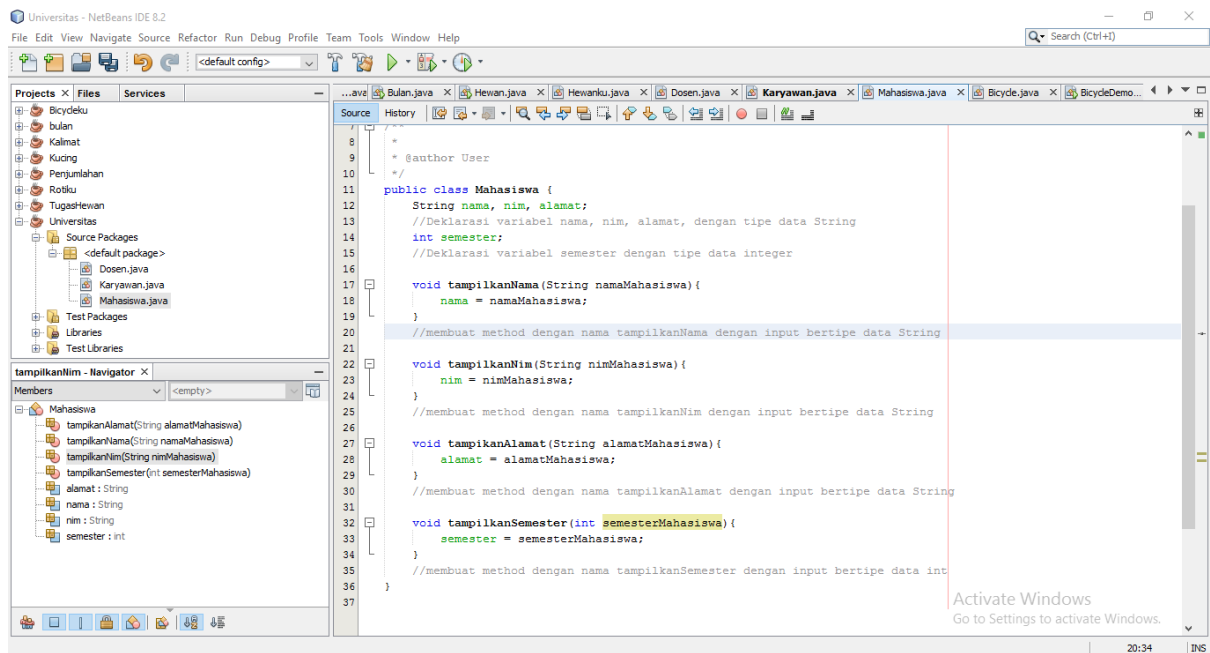 Universitas - NetBeans IDE 8.2
File Edit View Navigate Source Refactor Run Debug Profile Team Tools Window Help
Search (Ctrl+I)
<default config>
Projects Files Services
Bicydeku
bulan
Kalimat
Kucing
Penjumlahan
Rotiku
TugasHewan
Universitas
Source Packages
<default package>
Dosen.java
Karyawan.java
Mahasiswa.java
Test Packages
Libraries
Test Libraries
tampilkanNim - Navigator
Members <empty>
Mahasiswa
tampikanAlamat(String alamatMahasiswa)
tampilkanNama(String namaMahasiswa)
tampilkanNim(String nimMahasiswa)
tampilkanSemester(int semesterMahasiswa)
alamat : String
nama : String
nim : String
semester : int
...ava Bulan.java Hewan.java Hewanku.java Dosen.java Karyawan.java Mahasiswa.java Bicycle.java BicycleDemo...
Source History
7 /**
8 *
9 * @author User
10 */
11 public class Mahasiswa {
12 String nama, nim, alamat;
13 //Deklarasi variabel nama, nim, alamat, dengan tipe data String
14 int semester;
15 //Deklarasi variabel semester dengan tipe data integer
16
17 void tampilkanNama(String namaMahasiswa){
18 nama = namaMahasiswa;
19 }
20 //membuat method dengan nama tampilkanNama dengan input bertipe data String
21
22 void tampilkanNim(String nimMahasiswa){
23 nim = nimMahasiswa;
24 }
25 //membuat method dengan nama tampilkanNim dengan input bertipe data String
26
27 void tampikanAlamat(String alamatMahasiswa){
28 alamat = alamatMahasiswa;
29 }
30 //membuat method dengan nama tampilkanAlamat dengan input bertipe data String
31
32 void tampilkanSemester(int semesterMahasiswa){
33 semester = semesterMahasiswa;
34 }
35 //membuat method dengan nama tampilkanSemester dengan input bertipe data int
36 }
37
Activate Windows
Go to Settings to activate Windows.
20:34 INS